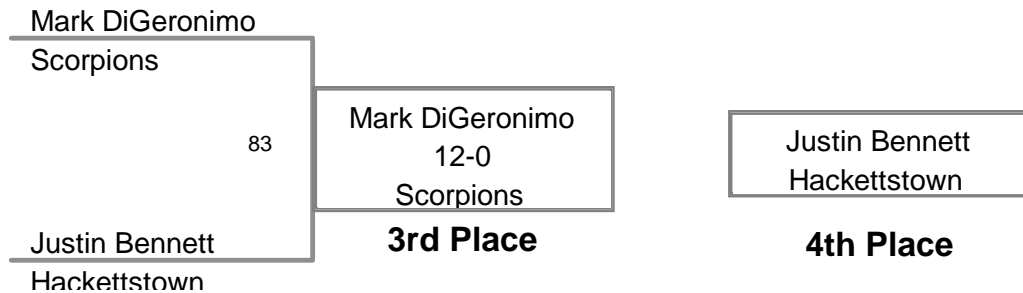 Mark DiGeronimo
Scorpions
83
Mark DiGeronimo
12-0
Scorpions
3rd Place
Justin Bennett
Hackettstown
4th Place
Justin Bennett
Hackettstown